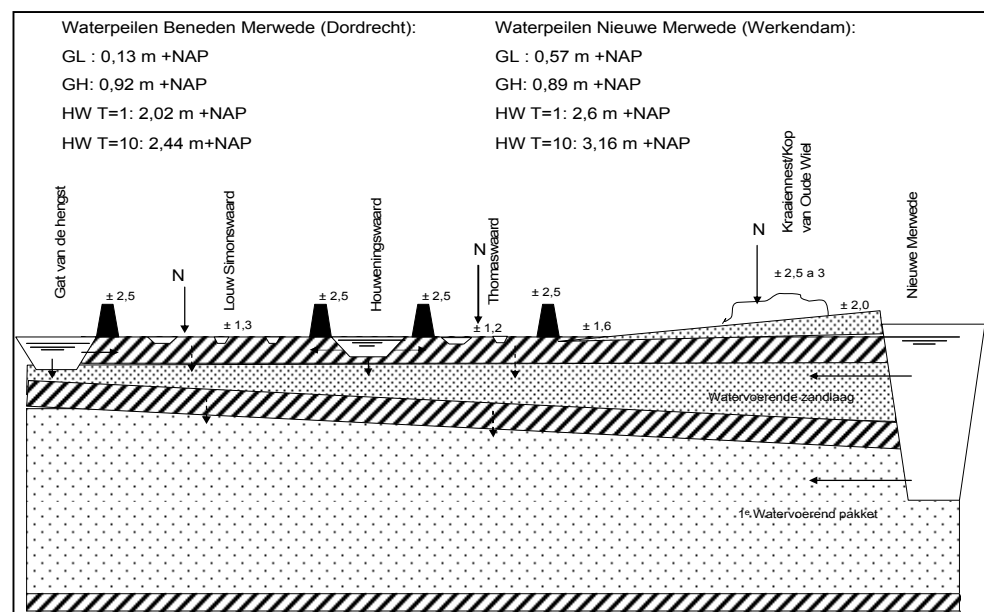 Waterpeilen Beneden Merwede (Dordrecht):
GL : 0,13 m +NAP
GH: 0,92 m +NAP
HW T=1: 2,02 m +NAP
HW T=10: 2,44 m+NAP
Waterpeilen Nieuwe Merwede (Werkendam):
GL : 0,57 m +NAP
GH: 0,89 m +NAP
HW T=1: 2,6 m +NAP
HW T=10: 3,16 m +NAP
Gat van de hengst
Louw Simonswaard
Houweningswaard
Thomaswaard
Kraaiennest/Kop
van Oude Wiel
Nieuwe Merwede
N
N
N
± 2,5
± 1,3
± 2,5
± 2,5
± 1,2
± 2,5
± 1,6
± 2,5 a 3
± 2,0
Watervoerende zandlaag
1e Watervoerend pakket